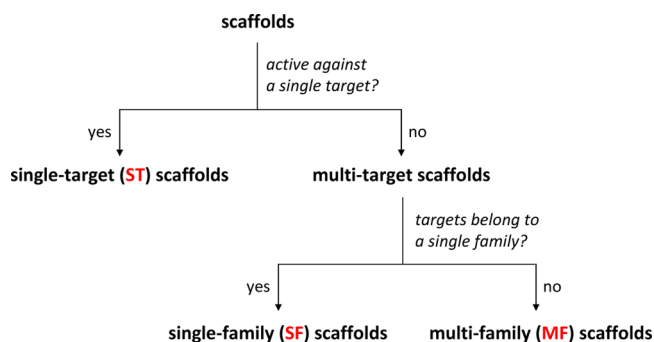 scaffolds
active against
a single target?
yes
no
single-target (ST) scaffolds
multi-target scaffolds
targets belong to
a single family?
yes
no
single-family (SF) scaffolds
multi-family (MF) scaffolds